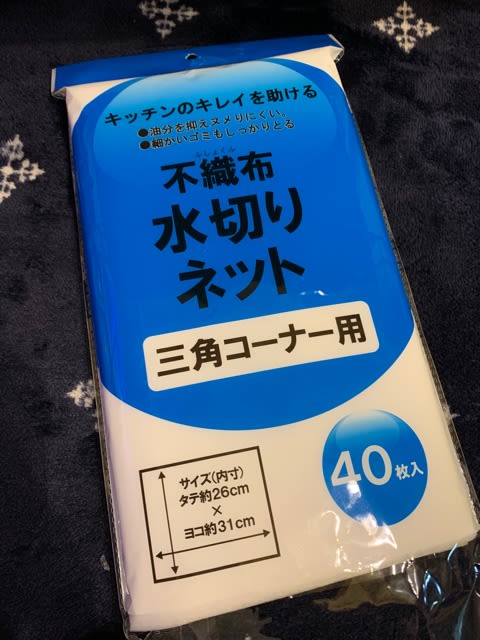 キッチンのキレイを助ける
●油分を抑えヌメりにくい。
●細かいゴミもしっかりとる
ふしょくふ
不織布
水切り
ネット
三角コーナー用
40枚入
サイズ(内寸)
タテ約26cm
×
ヨコ約31cm